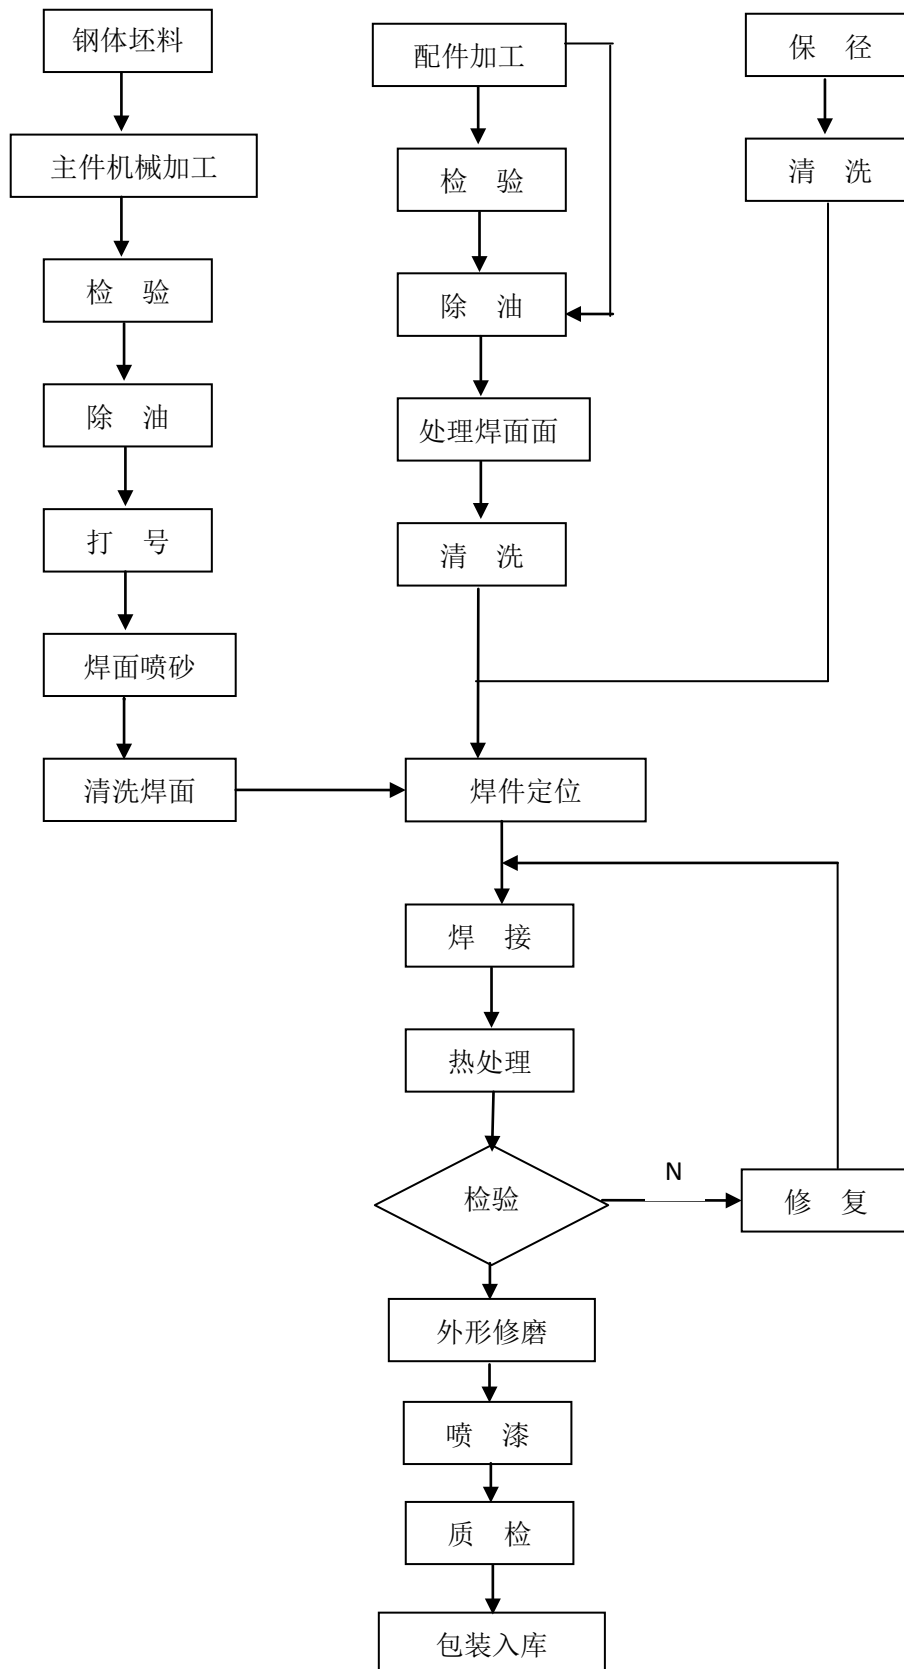 钢体坯料
主件机械加工
检 验
除 油
打 号
焊面喷砂
清洗焊面
配件加工
检 验
除 油
处理焊面面
清 洗
保 径
清 洗
焊件定位
焊 接
热处理
检验
N
修 复
外形修磨
喷 漆
质 检
包装入库